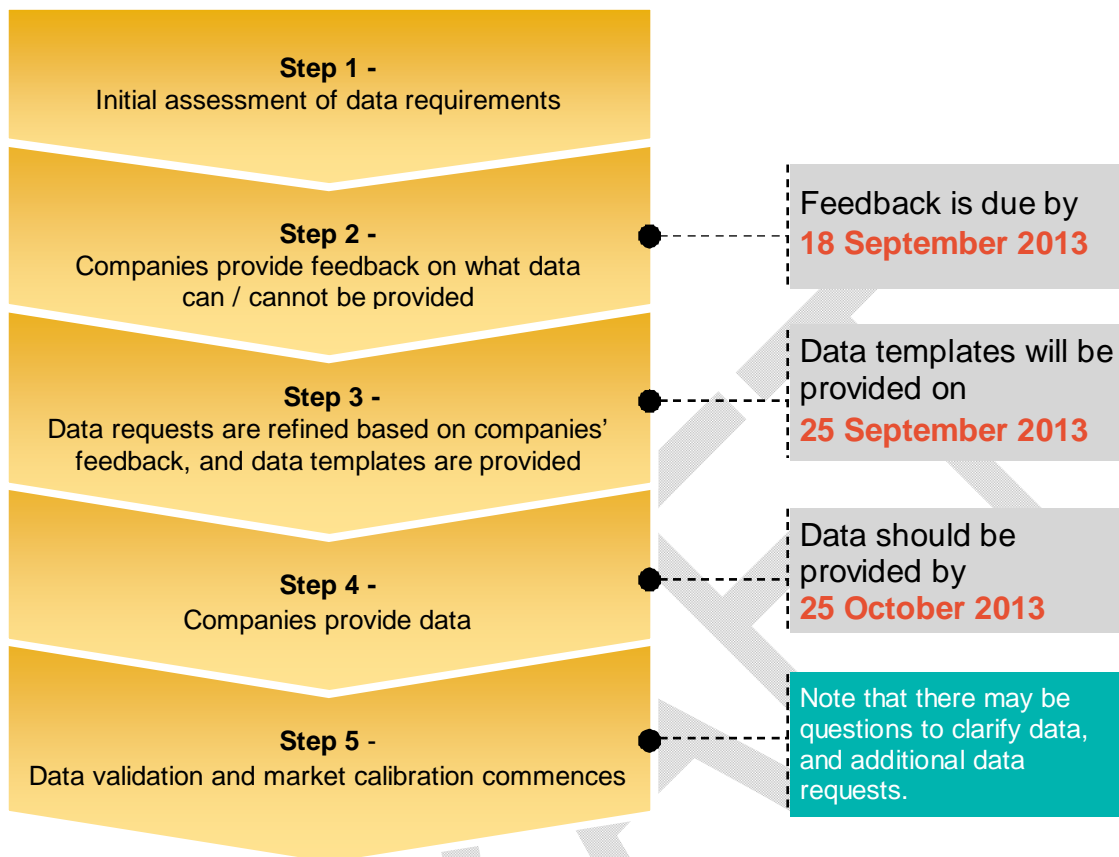 Step 1 -
Initial assessment of data requirements
Step 2 -
Companies provide feedback on what data
can / cannot be provided
Feedback is due by
18 September 2013
Step 3 -
Data requests are refined based on companies’
feedback, and data templates are provided
Data templates will be
provided on
25 September 2013
Step 4 -
Companies provide data
Data should be
provided by
25 October 2013
Step 5 -
Data validation and market calibration commences
Note that there may be
questions to clarify data,
and additional data
requests.